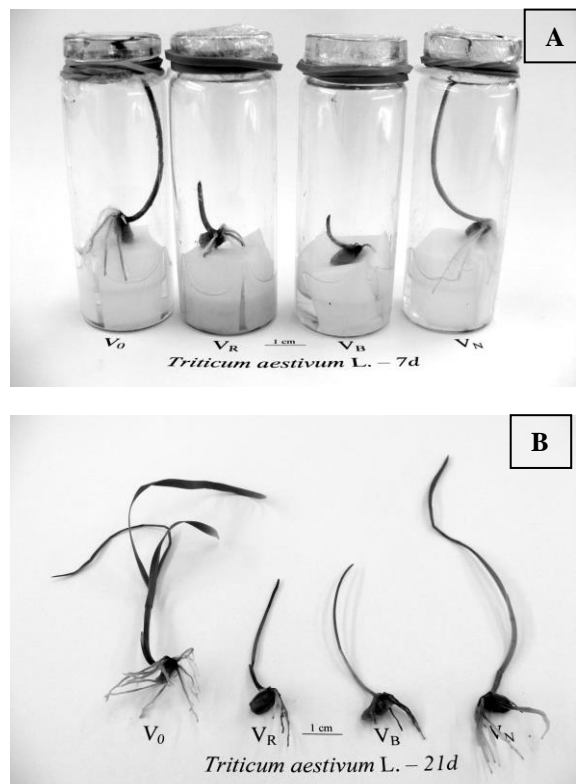 A
V0 VR 1 cm VB VN
Triticum aestivum L. – 7d
B
V0 VR 1 cm VB VN
Triticum aestivum L. – 21d